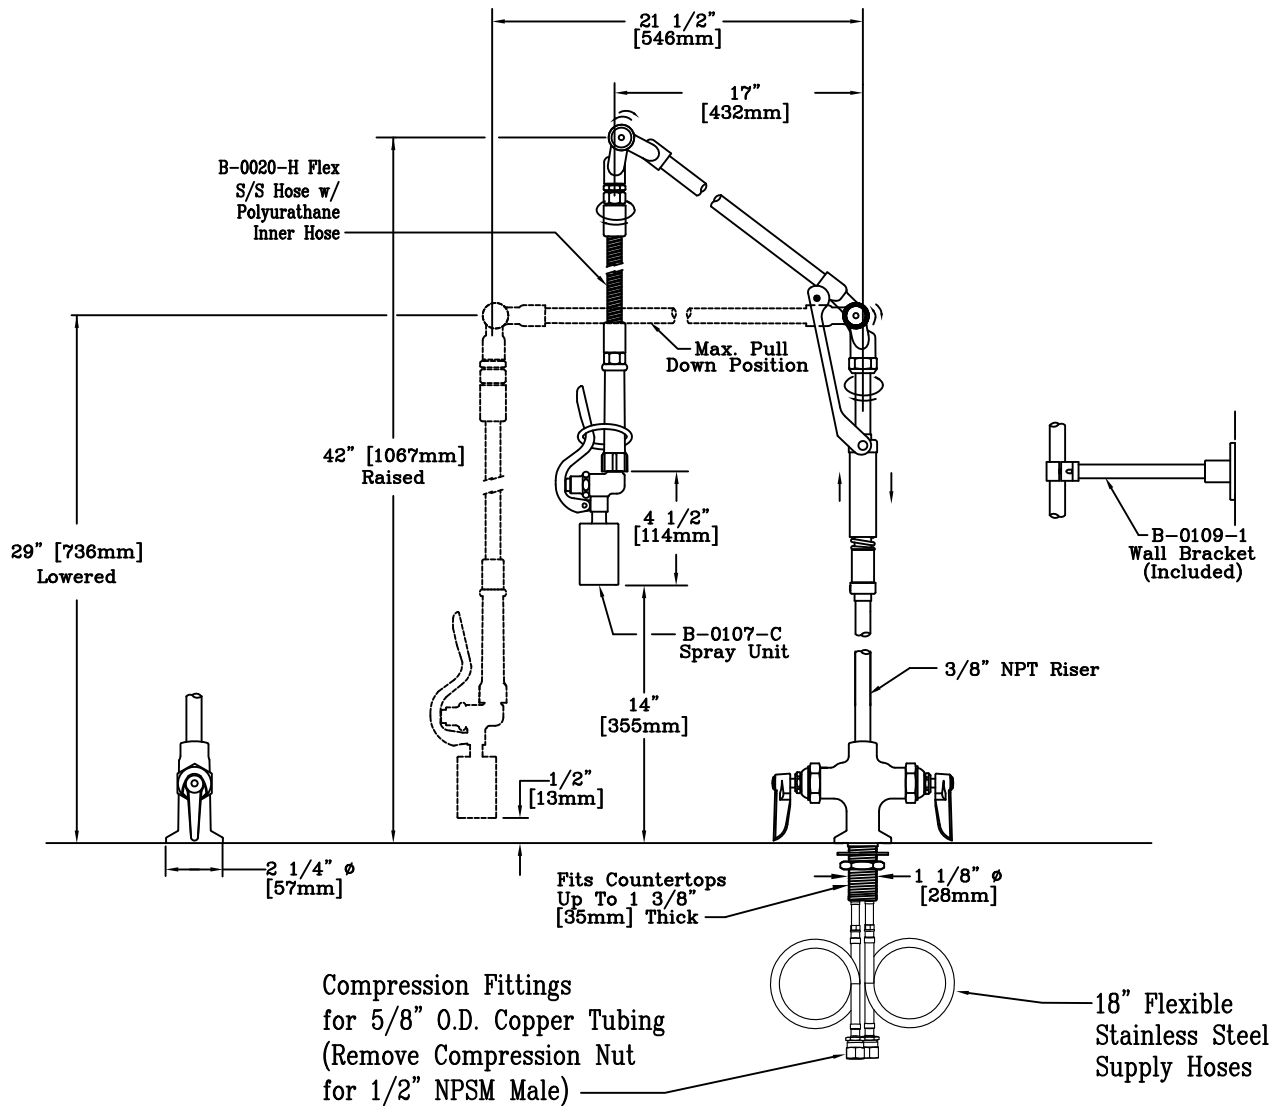 21 1/2"
[546mm]
17"
[432mm]
B-0020-H Flex
S/S Hose w/
Polyurathane
Inner Hose
Max. Pull
Down Position
42" [1067mm]
Raised
4 1/2"
[114mm]
29" [736mm]
Lowered
B-0109-1
Wall Bracket
(Included)
B-0107-C
Spray Unit
3/8" NPT Riser
14"
[355mm]
1/2"
[13mm]
2 1/4" ø
[57mm]
Fits Countertops
Up To 1 3/8"
[35mm] Thick
1 1/8" ø
[28mm]
Compression Fittings
for 5/8" O.D. Copper Tubing
(Remove Compression Nut
for 1/2" NPSM Male)
18" Flexible
Stainless Steel
Supply Hoses